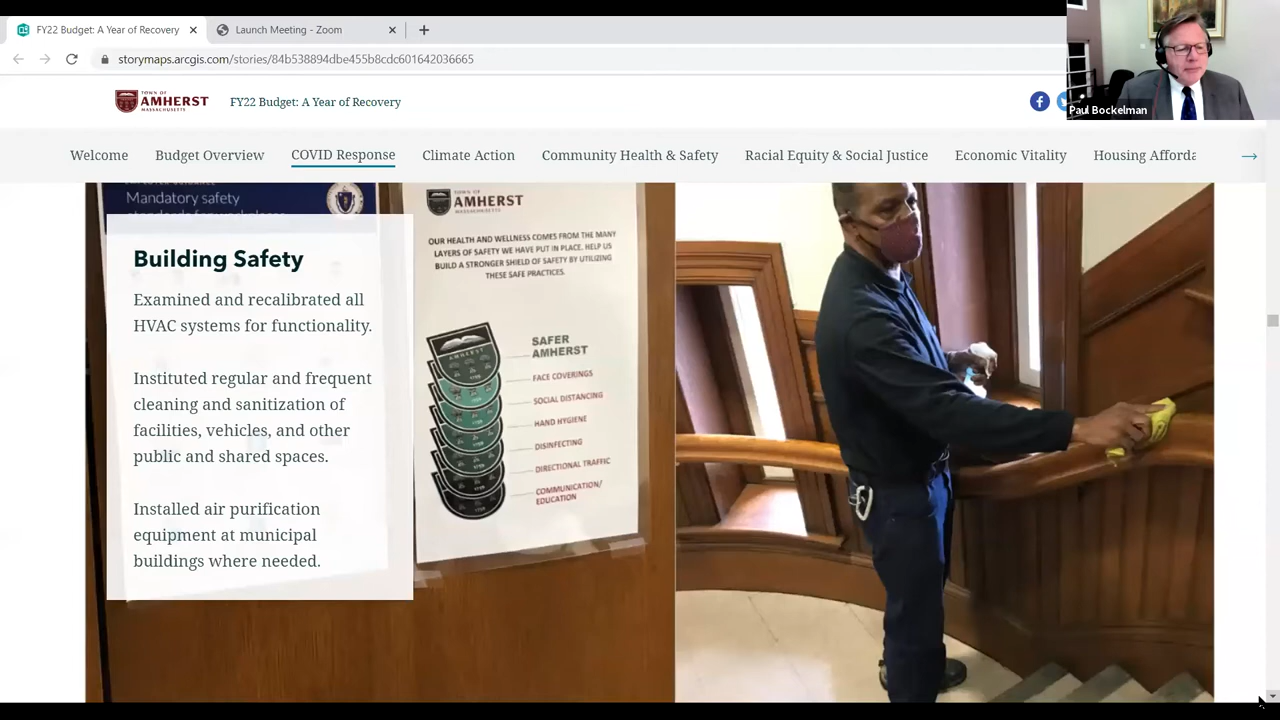 FY22 Budget: A Year of Recovery
Launch Meeting - Zoom
storymaps.arcgis.com/stories/84b538894dbe455b8cdc601642036665
Paul Bockelman
TOWN OF
AMHERST
MASSACHUSETTS
FY22 Budget: A Year of Recovery
Welcome
Budget Overview
COVID Response
Climate Action
Community Health & Safety
Racial Equity & Social Justice
Economic Vitality
Housing Afforda
Mandatory safety
Building Safety
Examined and recalibrated all
HVAC systems for functionality.
Instituted regular and frequent
cleaning and sanitization of
facilities, vehicles, and other
public and shared spaces.
Installed air purification
equipment at municipal
buildings where needed.
TOWN OF
AMHERST
MASSACHUSETTS
OUR HEALTH AND WELLNESS COMES FROM THE MANY
LAYERS OF SAFETY WE HAVE PUT IN PLACE. HELP US
BUILD A STRONGER SHIELD OF SAFETY BY UTILIZING
THESE SAFE PRACTICES.
AMHERST
SAFER
AMHERST
FACE COVERINGS
SOCIAL DISTANCING
HAND HYGIENE
DISINFECTING
DIRECTIONAL TRAFFIC
COMMUNICATION/
EDUCATION